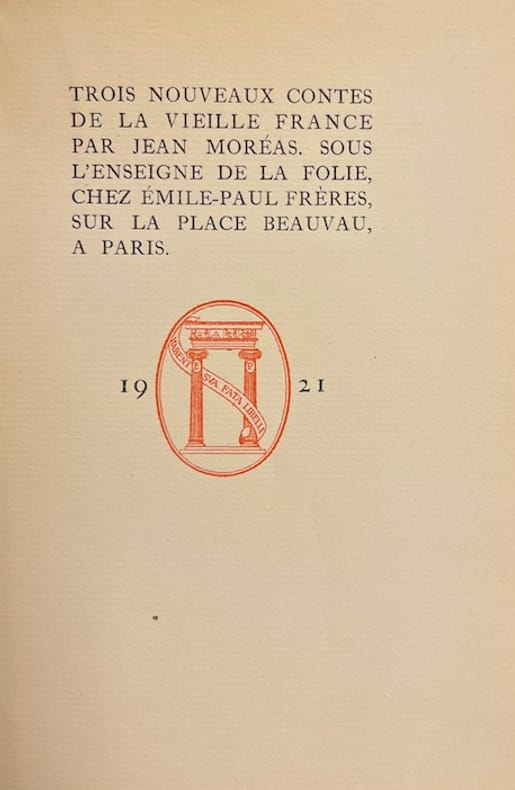 TROIS NOUVEAUX CONTES
DE LA VIEILLE FRANCE
PAR JEAN MORÉAS. SOUS
L'ENSEIGNE DE LA FOLIE,
CHEZ ÉMILE-PAUL FRÈRES,
SUR LA PLACE BEAUVAU,
A PARIS.
HABENT SVA FATA LIBELLI
19 21